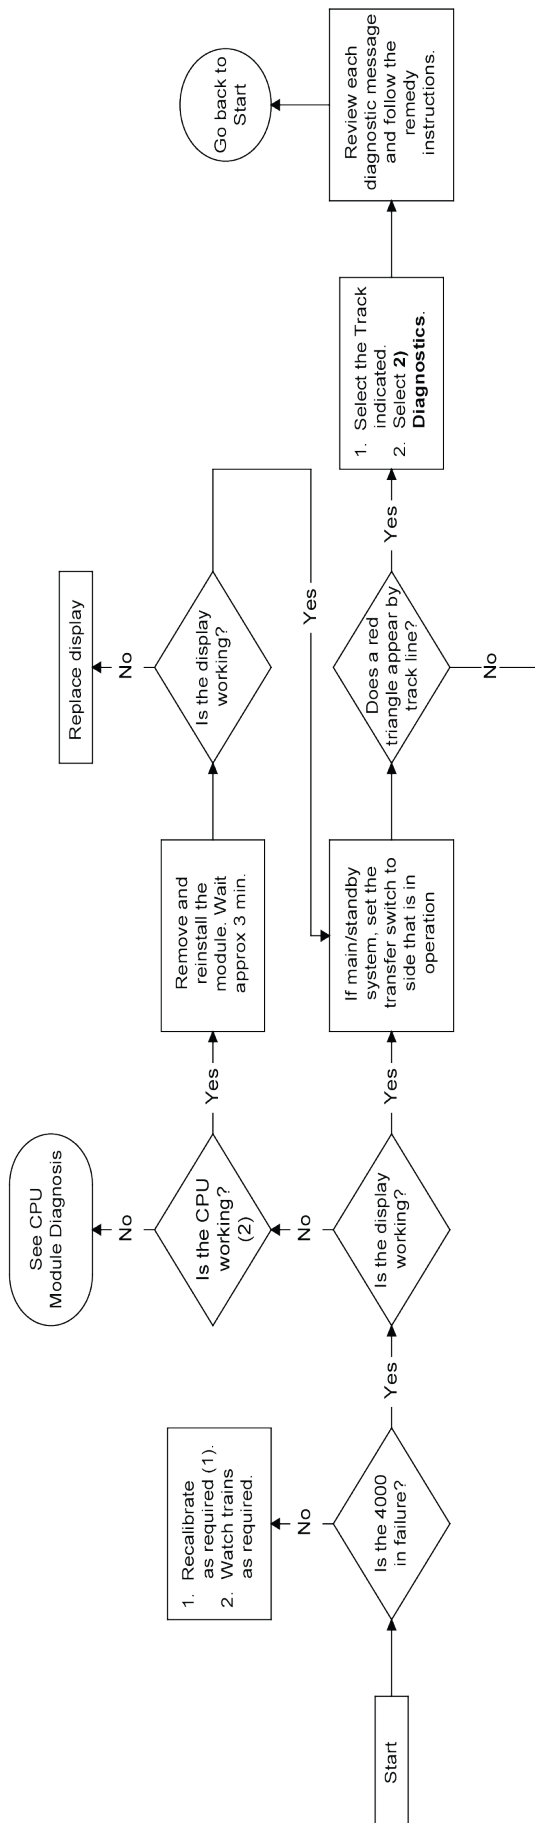 Start
Is the 4000
in failure?
No
1. Recalibrate
as required (1).
2. Watch trains
as required.
Yes
Is the display
working?
No
Is the CPU
working?
(2)
No
See CPU
Module Diagnosis
Yes
Remove and
reinstall the
module. Wait
approx 3 min.
Is the display
working?
No
Replace display
Yes
Yes
If main/standby
system, set the
transfer switch to
side that is in
operation
Does a red
triangle appear by
track line?
No
Yes
1. Select the Track
indicated.
2. Select 2)
Diagnostics.
Review each
diagnostic message
and follow the
remedy
instructions.
Go back to
Start